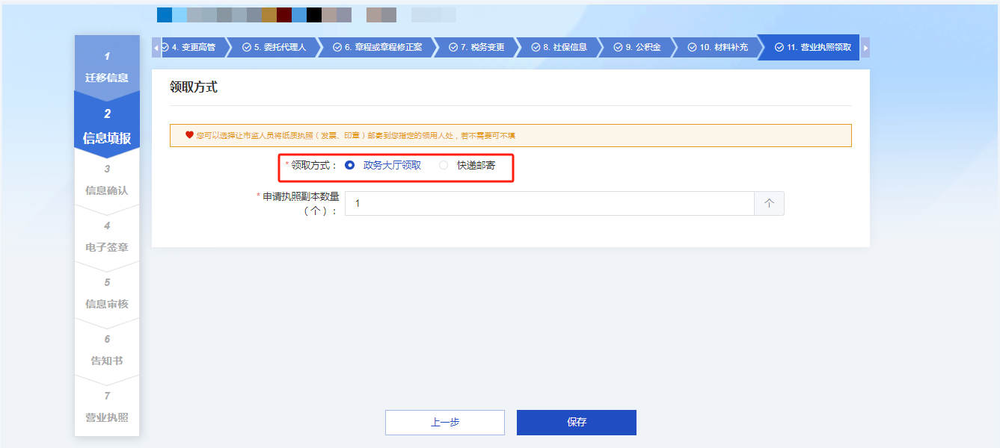 4. 变更高管
5. 委托代理人
6. 章程或章程修正案
7. 税务变更
8. 社保信息
9. 公积金
10. 材料补充
11. 营业执照领取
1
迁移信息
2
信息填报
3
信息确认
4
电子签章
5
信息审核
6
告知书
7
营业执照
领取方式
您可以选择让市监人员将纸质执照（发票、印章）邮寄到您指定的领用人处，若不需要可不填
* 领取方式： 政务大厅领取 快递邮寄
* 申请执照副本数量
（个）： 1 个
上一步 保存